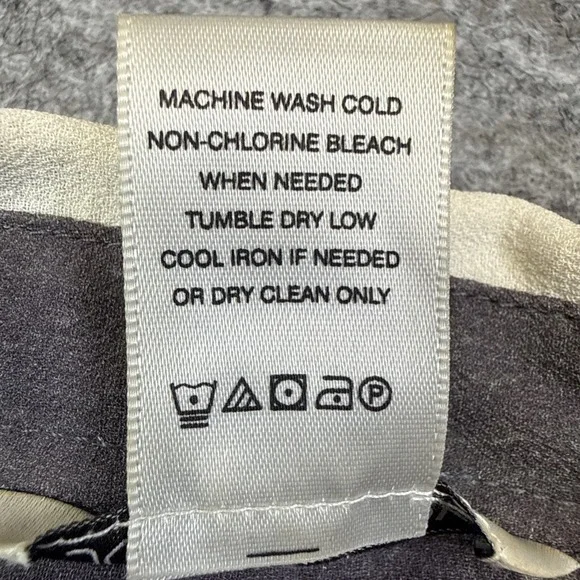 MACHINE WASH COLD
NON-CHLORINE BLEACH
WHEN NEEDED
TUMBLE DRY LOW
COOL IRON IF NEEDED
OR DRY CLEAN ONLY
P